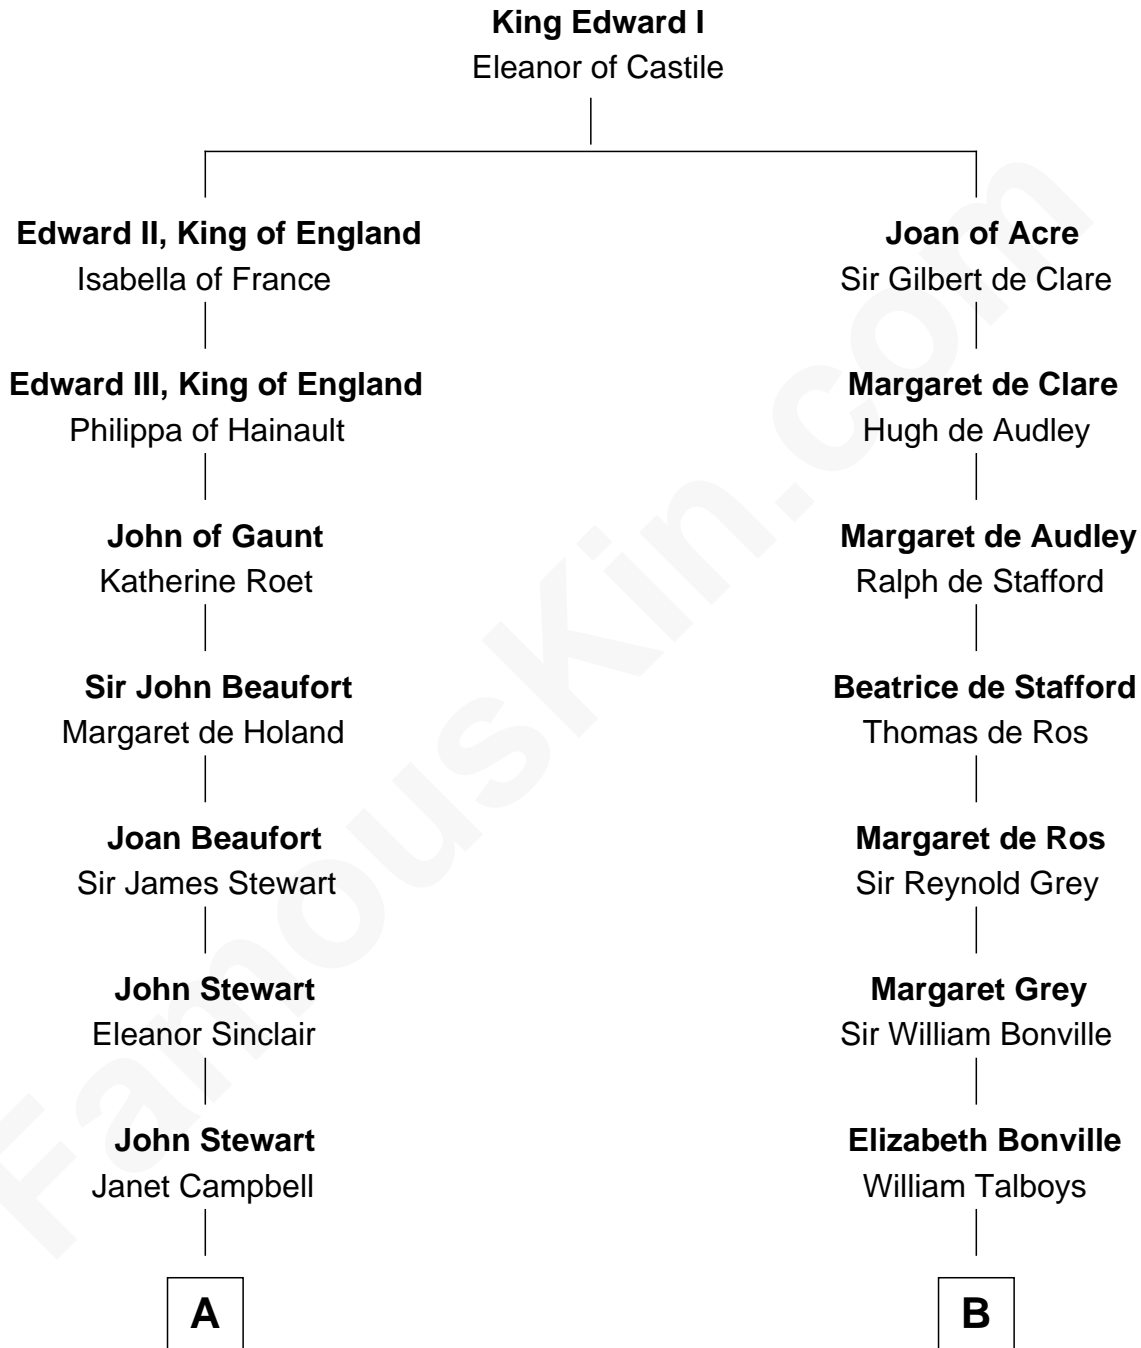 King Edward I
Eleanor of Castile
Edward II, King of England
Isabella of France
Joan of Acre
Sir Gilbert de Clare
Edward III, King of England
Philippa of Hainault
Margaret de Clare
Hugh de Audley
John of Gaunt
Katherine Roet
Margaret de Audley
Ralph de Stafford
Sir John Beaufort
Margaret de Holand
Beatrice de Stafford
Thomas de Ros
Joan Beaufort
Sir James Stewart
Margaret de Ros
Sir Reynold Grey
John Stewart
Eleanor Sinclair
Margaret Grey
Sir William Bonville
John Stewart
Janet Campbell
Elizabeth Bonville
William Talboys
A
B
FamousKin.com